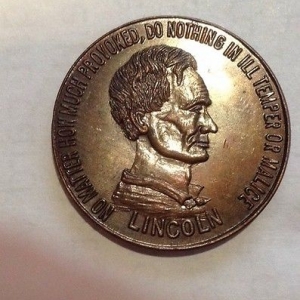 NO MATTER HOW MUCH PROVOKED, DO NOTHING IN ILL TEMPER OR MALICE
LINCOLN